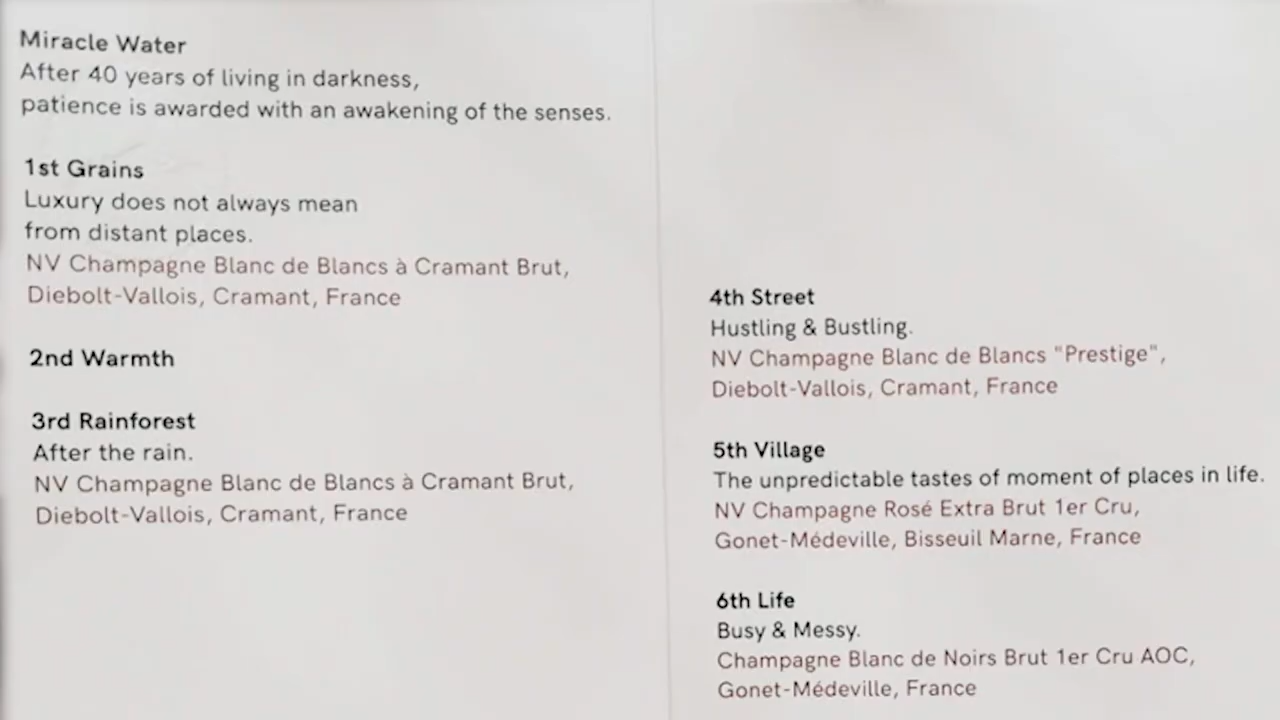 Miracle Water
After 40 years of living in darkness,
patience is awarded with an awakening of the senses.
1st Grains
Luxury does not always mean
from distant places.
NV Champagne Blanc de Blancs à Cramant Brut,
Diebolt-Vallois, Cramant, France
2nd Warmth
3rd Rainforest
After the rain.
NV Champagne Blanc de Blancs à Cramant Brut,
Diebolt-Vallois, Cramant, France
4th Street
Hustling & Bustling.
NV Champagne Blanc de Blancs "Prestige",
Diebolt-Vallois, Cramant, France
5th Village
The unpredictable tastes of moment of places in life.
NV Champagne Rosé Extra Brut 1er Cru,
Gonet-Médeville, Bisseuil Marne, France
6th Life
Busy & Messy.
Champagne Blanc de Noirs Brut 1er Cru AOC,
Gonet-Médeville, France